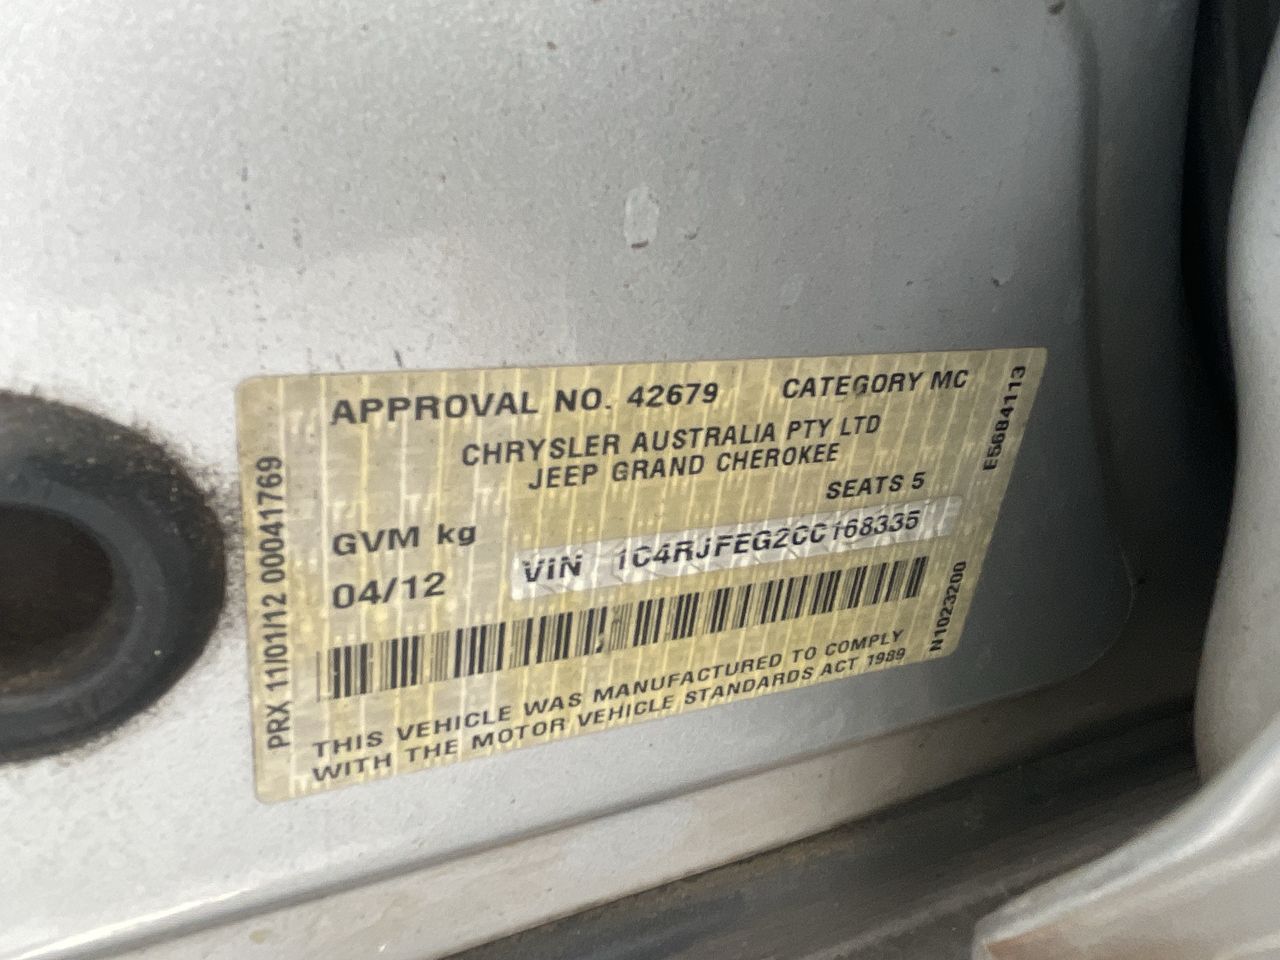 APPROVAL NO. 42679 CATEGORY MC
CHRYSLER AUSTRALIA PTY LTD
JEEP GRAND CHEROKEE
SEATS 5
GVM kg
VIN 1C4RJFEG2CC168335
04/12
THIS VEHICLE WAS MANUFACTURED TO COMPLY
WITH THE MOTOR VEHICLE STANDARDS ACT 1989
PRX 11/01/12 00041769
E5684113
N1023200